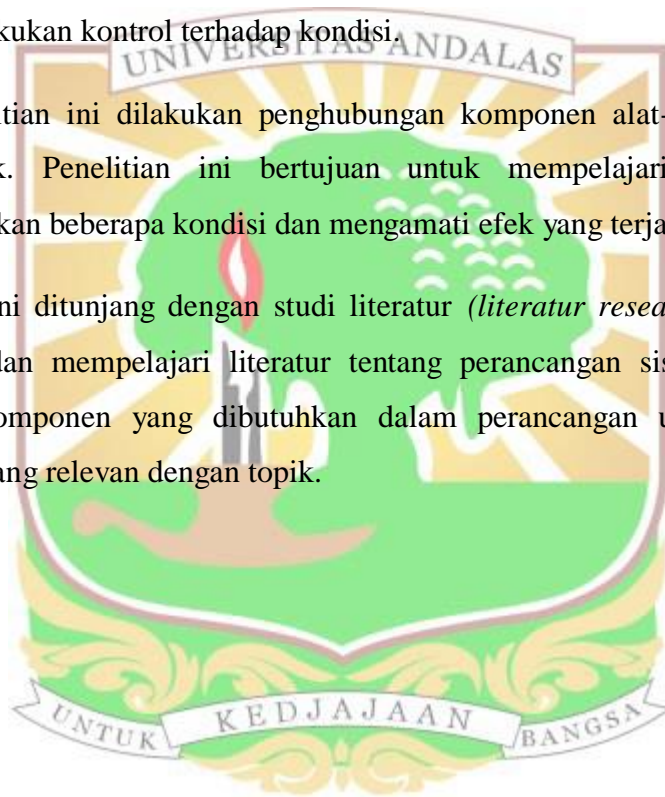 kukan kontrol terhadap kondisi.
UNIVERSITAS ANDALAS
itian ini dilakukan penghubungan komponen alat-
k. Penelitian ini bertujuan untuk mempelajari
kan beberapa kondisi dan mengamati efek yang terja
ni ditunjang dengan studi literatur (literatur resea
dan mempelajari literatur tentang perancangan sis
omponen yang dibutuhkan dalam perancangan u
ang relevan dengan topik.
UNTUK KEDJAJAAN BANGSA